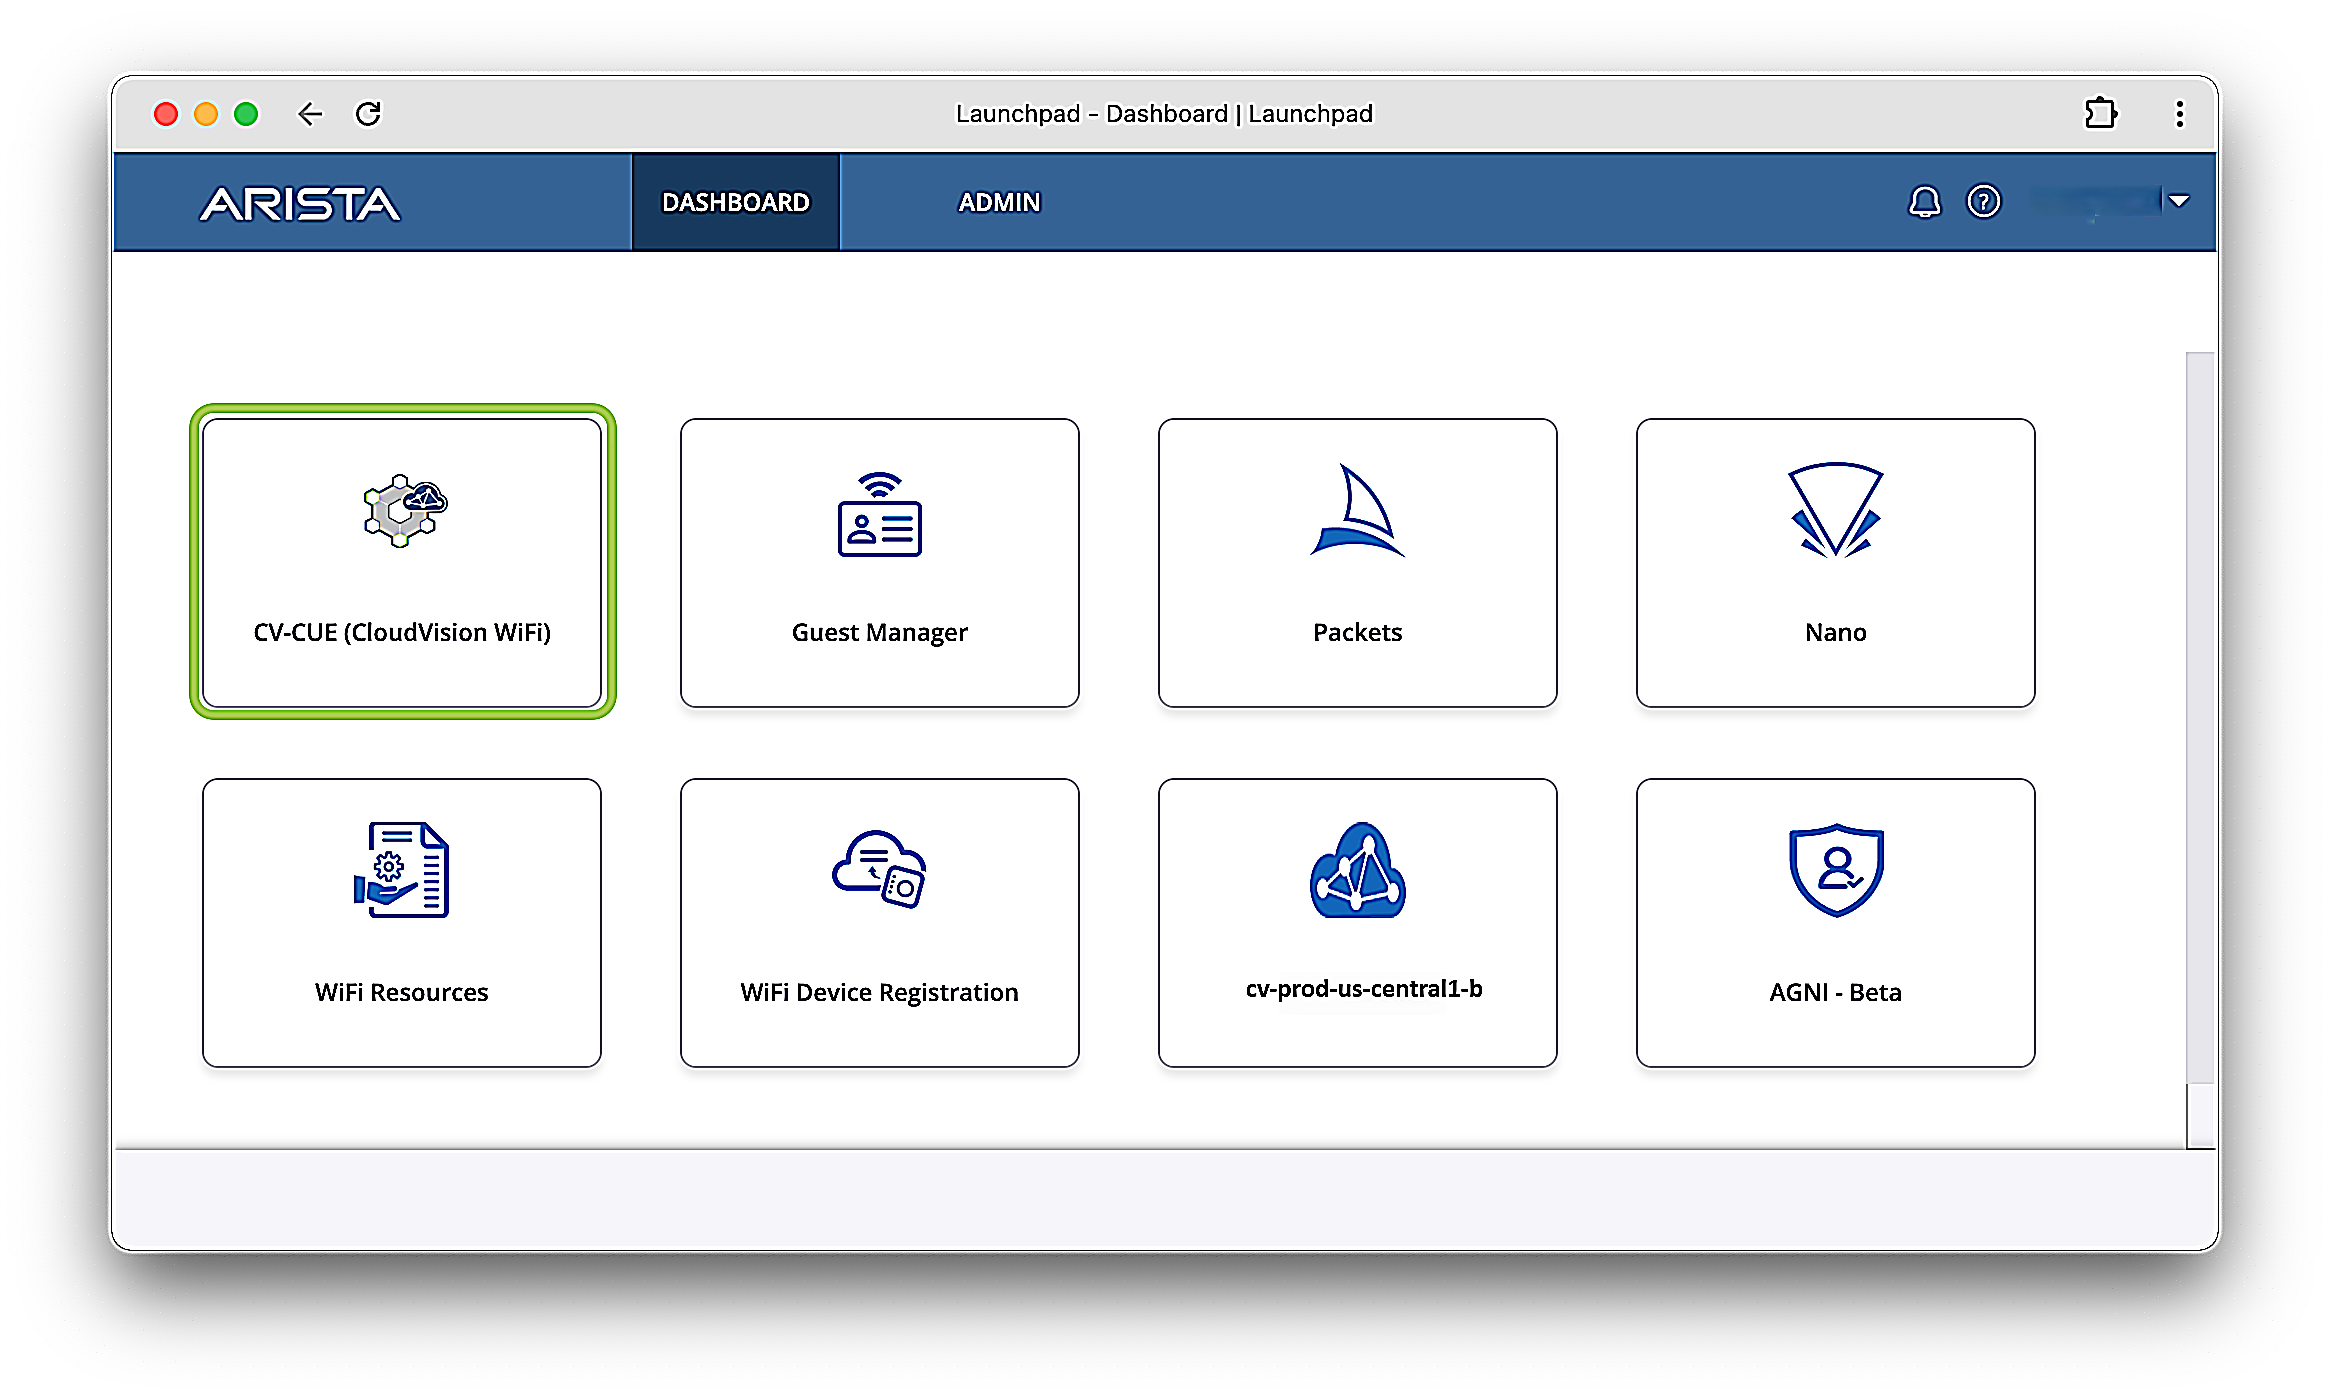 Launchpad - Dashboard | Launchpad
ARISTA
DASHBOARD
ADMIN
CV-CUE (CloudVision WiFi)
Guest Manager
Packets
Nano
WiFi Resources
WiFi Device Registration
cv-prod-us-central1-b
AGNI - Beta